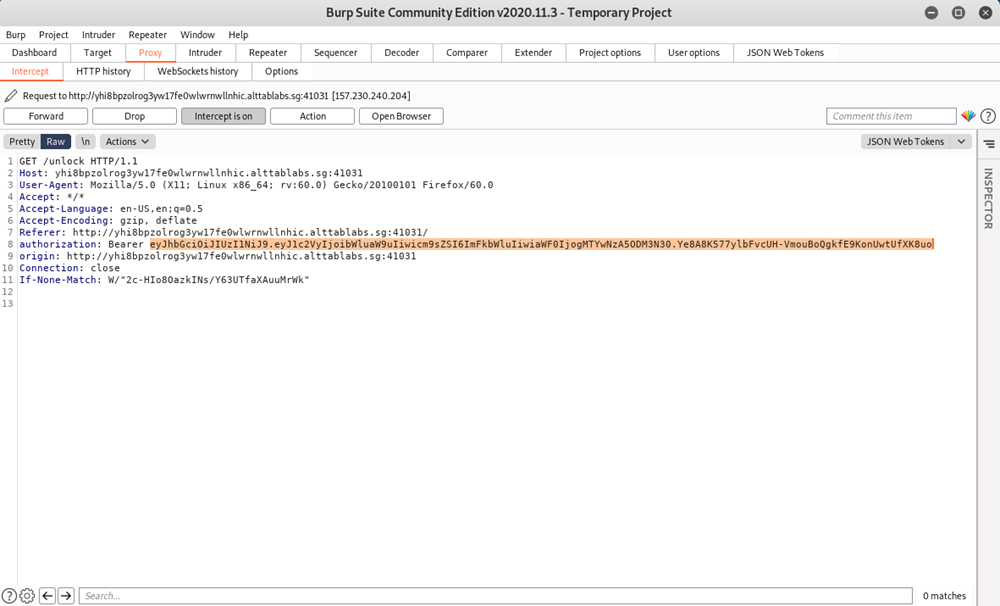 Burp Suite Community Edition v2020.11.3 - Temporary Project
Burp Project Intruder Repeater Window Help
Dashboard Target Proxy Intruder Repeater Sequencer Decoder Comparer Extender Project options User options JSON Web Tokens
Intercept HTTP history WebSockets history Options
Request to http://yhi8bpzolrog3yw17fe0wlwrnwllnhic.alttablabs.sg:41031 [157.230.240.204]
Forward Drop Intercept is on Action Open Browser Comment this item ?
Pretty Raw \n Actions JSON Web Tokens
INSPECTOR
1 GET /unlock HTTP/1.1
2 Host: yhi8bpzolrog3yw17fe0wlwrnwllnhic.alttablabs.sg:41031
3 User-Agent: Mozilla/5.0 (X11; Linux x86_64; rv:60.0) Gecko/20100101 Firefox/60.0
4 Accept: */*
5 Accept-Language: en-US,en;q=0.5
6 Accept-Encoding: gzip, deflate
7 Referer: http://yhi8bpzolrog3yw17fe0wlwrnwllnhic.alttablabs.sg:41031/
8 authorization: Bearer eyJhbGciOiJIUzI1NiJ9.eyJ1c2VyIjoibWluaW9uIiwicm9sZSI6ImFkbWluIiwiaWF0IjogMTYwNzA5ODM3N30.Ye8A8K577ylbFvcUH-VmouBoQgkfE9KonUwtUfXK8uo
9 origin: http://yhi8bpzolrog3yw17fe0wlwrnwllnhic.alttablabs.sg:41031
10 Connection: close
11 If-None-Match: W/"2c-HIo8OazkINs/Y63UTfaXAuuMrWk"
12
13
? Search... 0 matches